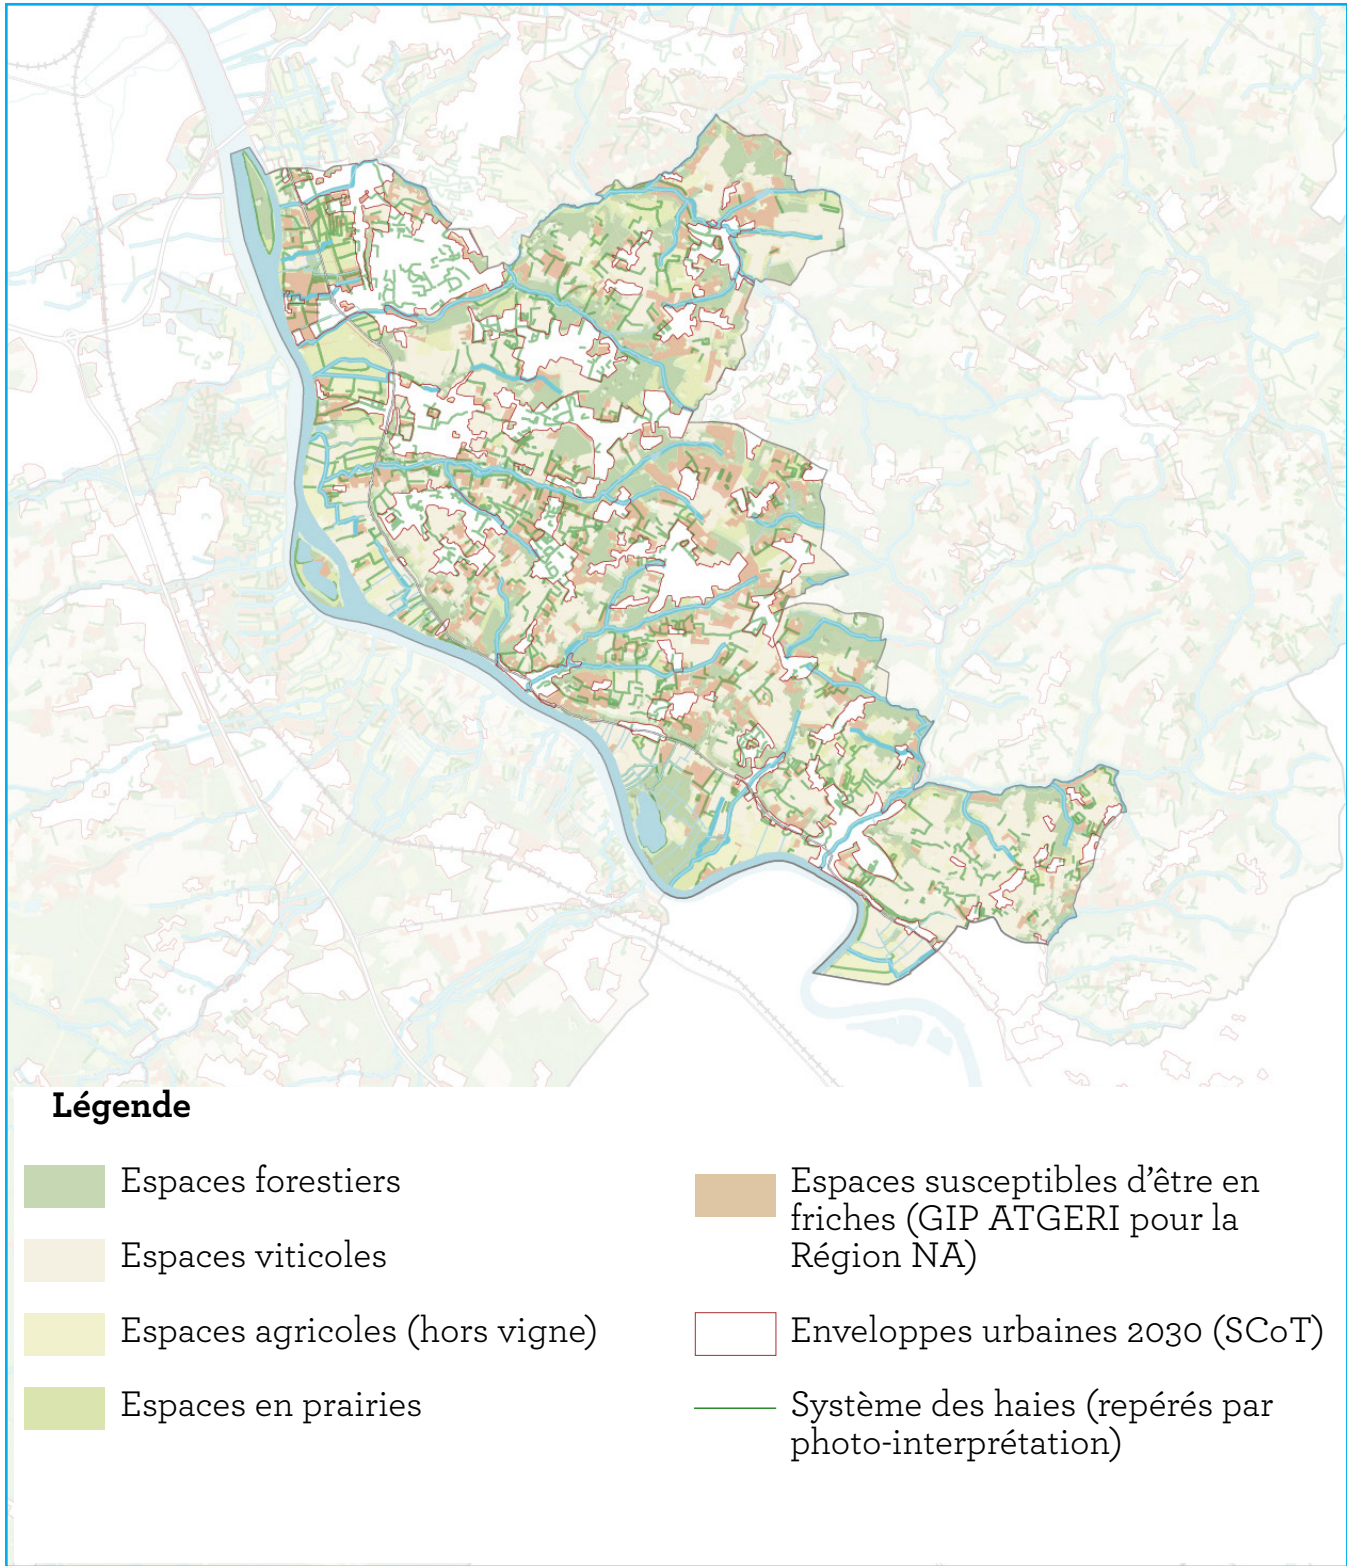 Légende
Espaces forestiers
Espaces viticoles
Espaces agricoles (hors vigne)
Espaces en prairies
Espaces susceptibles d'être en
friches (GIP ATGERI pour la
Région NA)
Enveloppes urbaines 2030 (SCoT)
Système des haies (repérés par
photo-interprétation)